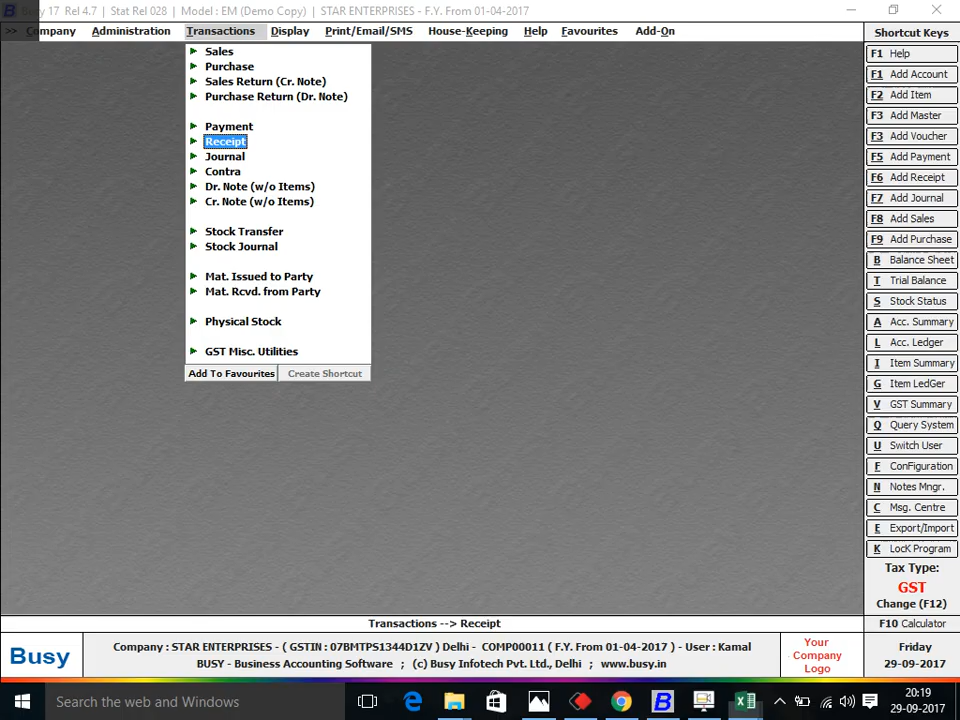 Busy 17 Rel 4.7 | Stat Rel 028 | Model : EM (Demo Copy) | STAR ENTERPRISES - F.Y. From 01-04-2017
>> Company Administration Transactions Display Print/Email/SMS House-Keeping Help Favourites Add-On
Sales
Purchase
Sales Return (Cr. Note)
Purchase Return (Dr. Note)
Payment
Receipt
Journal
Contra
Dr. Note (w/o Items)
Cr. Note (w/o Items)
Stock Transfer
Stock Journal
Mat. Issued to Party
Mat. Rcvd. from Party
Physical Stock
GST Misc. Utilities
Add To Favourites Create Shortcut
Shortcut Keys
F1 Help
F1 Add Account
F2 Add Item
F3 Add Master
F3 Add Voucher
F5 Add Payment
F6 Add Receipt
F7 Add Journal
F8 Add Sales
F9 Add Purchase
B Balance Sheet
T Trial Balance
S Stock Status
A Acc. Summary
L Acc. Ledger
I Item Summary
G Item LedGer
V GST Summary
Q Query System
U Switch User
F ConFiguration
N Notes Mngr.
C Msg. Centre
E Export/Import
K LocK Program
Tax Type:
GST
Change (F12)
F10 Calculator
Transactions --> Receipt
Busy
Company : STAR ENTERPRISES - ( GSTIN : 07BMTPS1344D1ZV ) Delhi - COMP00011 ( F.Y. From 01-04-2017 ) - User : Kamal
BUSY - Business Accounting Software ; (c) Busy Infotech Pvt. Ltd., Delhi ; www.busy.in
Your
Company
Logo
Friday
29-09-2017
Search the web and Windows
20:19
29-09-2017